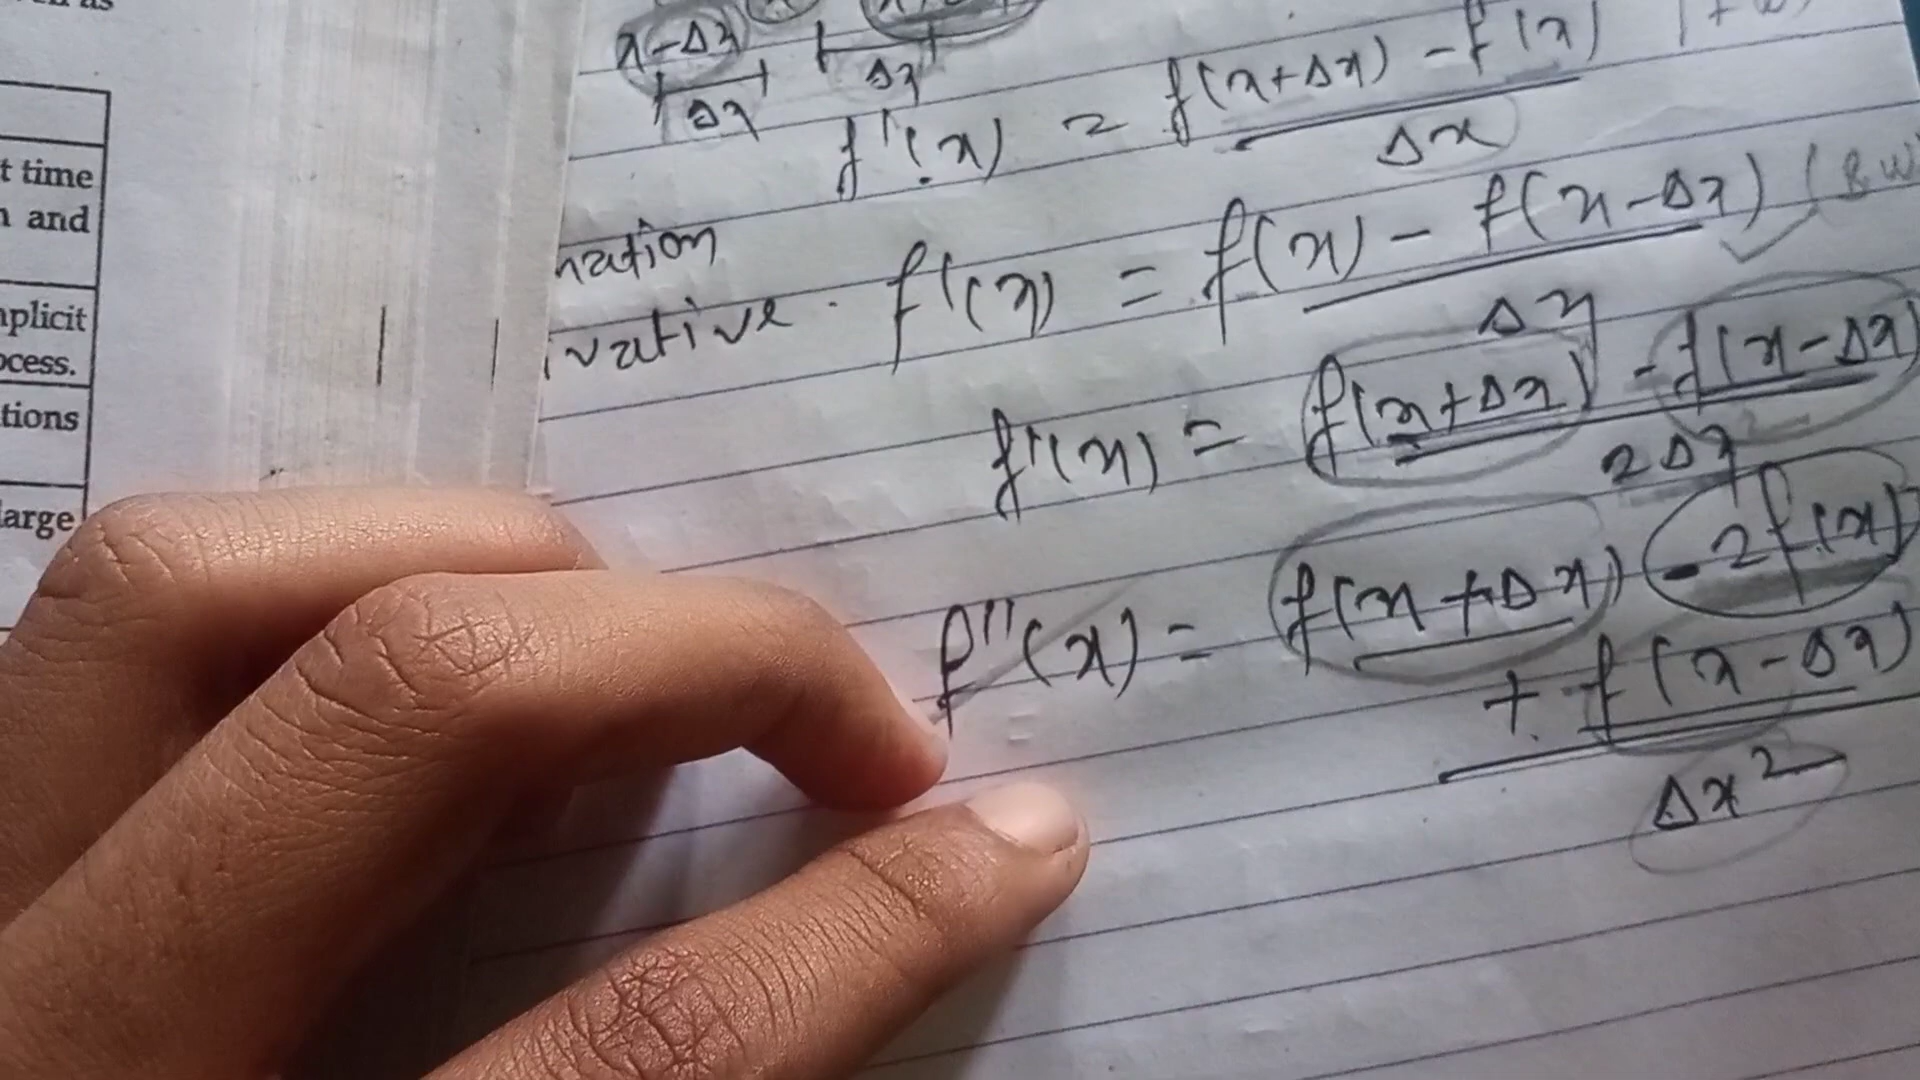 t time
and
plicit
ocess.
tions
large
x-Δx
Δx
Δx
f'(x) = f(x+Δx) - f(x)
Δx
f'(x) = f(x) - f(x-Δx)
Δx
ivative.
f'(x) = f(x+Δx) - f(x-Δx)
2Δx
f''(x) = f(x+Δx) - 2f(x)
+ f(x-Δx)
Δx²